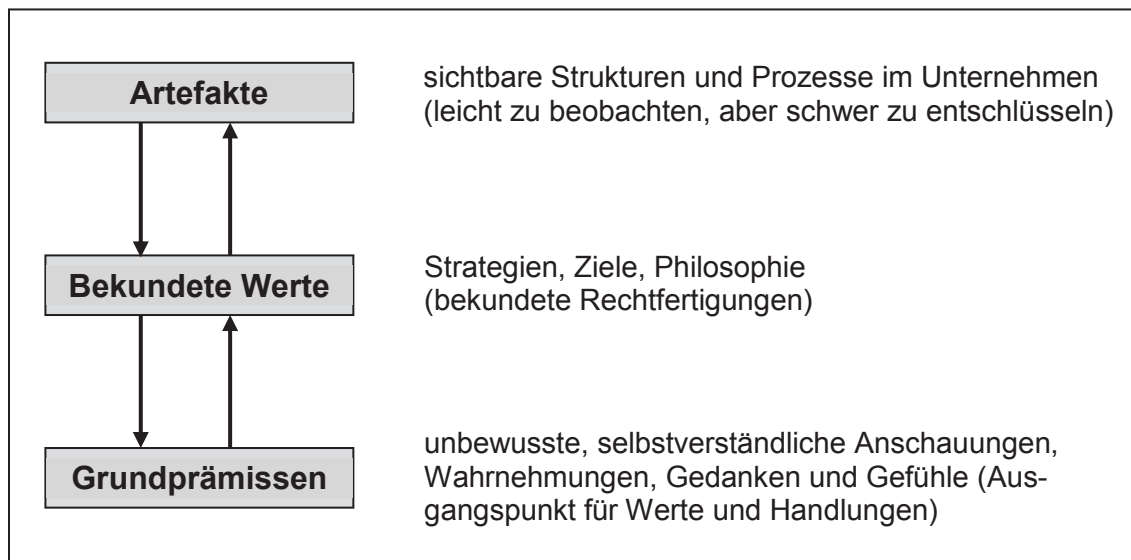 Artefakte
sichtbare Strukturen und Prozesse im Unternehmen
(leicht zu beobachten, aber schwer zu entschlüsseln)
Bekundete Werte
Strategien, Ziele, Philosophie
(bekundete Rechtfertigungen)
Grundprämissen
unbewusste, selbstverständliche Anschauungen,
Wahrnehmungen, Gedanken und Gefühle (Aus-
gangspunkt für Werte und Handlungen)